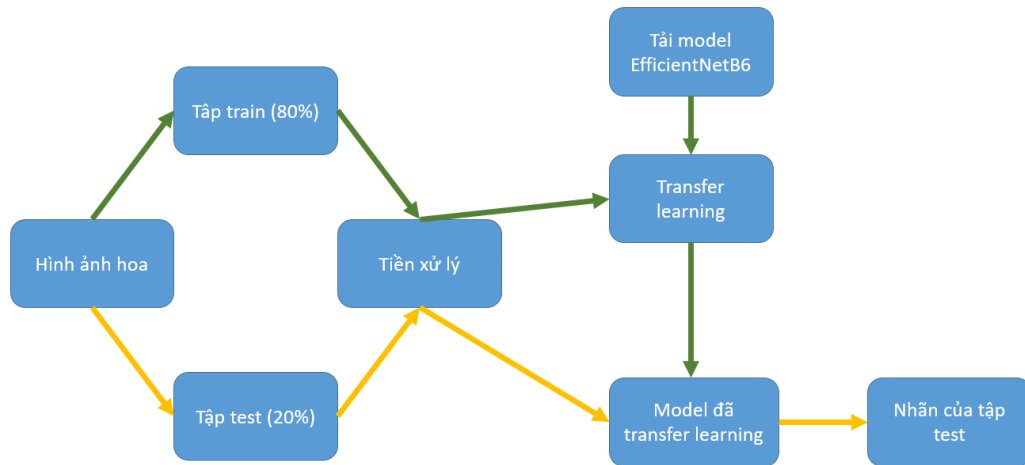 Tải model
EfficientNetB6
Tâp train (80%)
Transfer
learning
Hình ảnh hoa
Tiền xử lý
Tập test (20%)
Model đã
transfer learning
Nhãn của tập
test